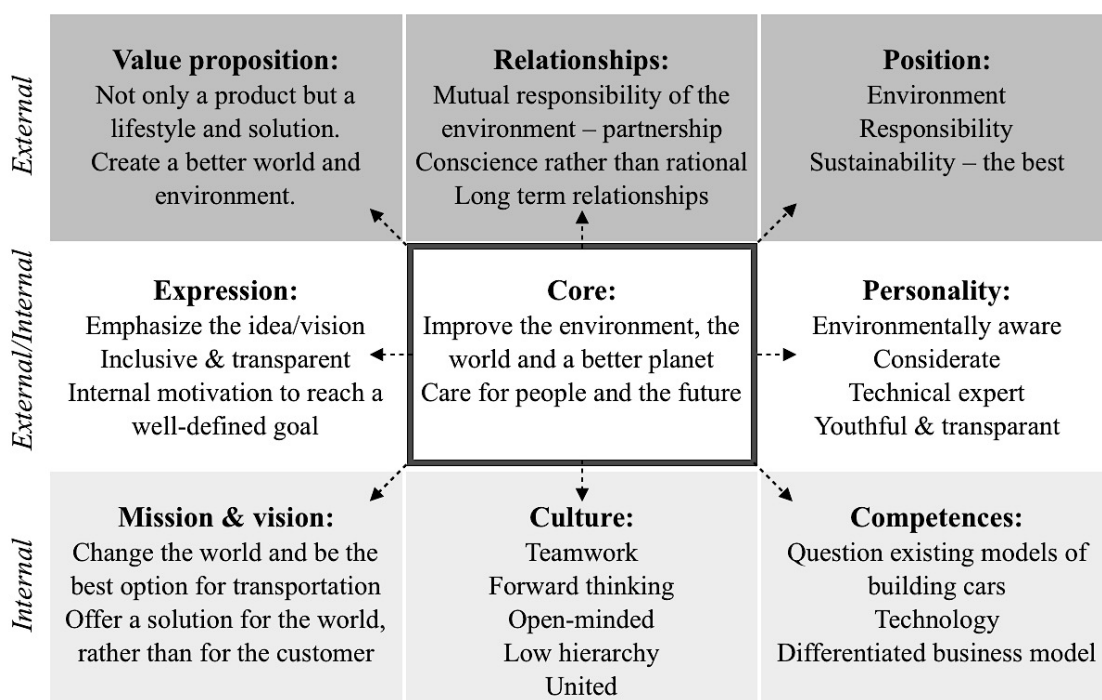 External
Value proposition:
Not only a product but a
lifestyle and solution.
Create a better world and
environment.
Relationships:
Mutual responsibility of the
environment – partnership
Conscience rather than rational
Long term relationships
Position:
Environment
Responsibility
Sustainability – the best
External/Internal
Expression:
Emphasize the idea/vision
Inclusive & transparent
Internal motivation to reach a
well-defined goal
Core:
Improve the environment, the
world and a better planet
Care for people and the future
Personality:
Environmentally aware
Considerate
Technical expert
Youthful & transparant
Internal
Mission & vision:
Change the world and be the
best option for transportation
Offer a solution for the world,
rather than for the customer
Culture:
Teamwork
Forward thinking
Open-minded
Low hierarchy
United
Competences:
Question existing models of
building cars
Technology
Differentiated business model